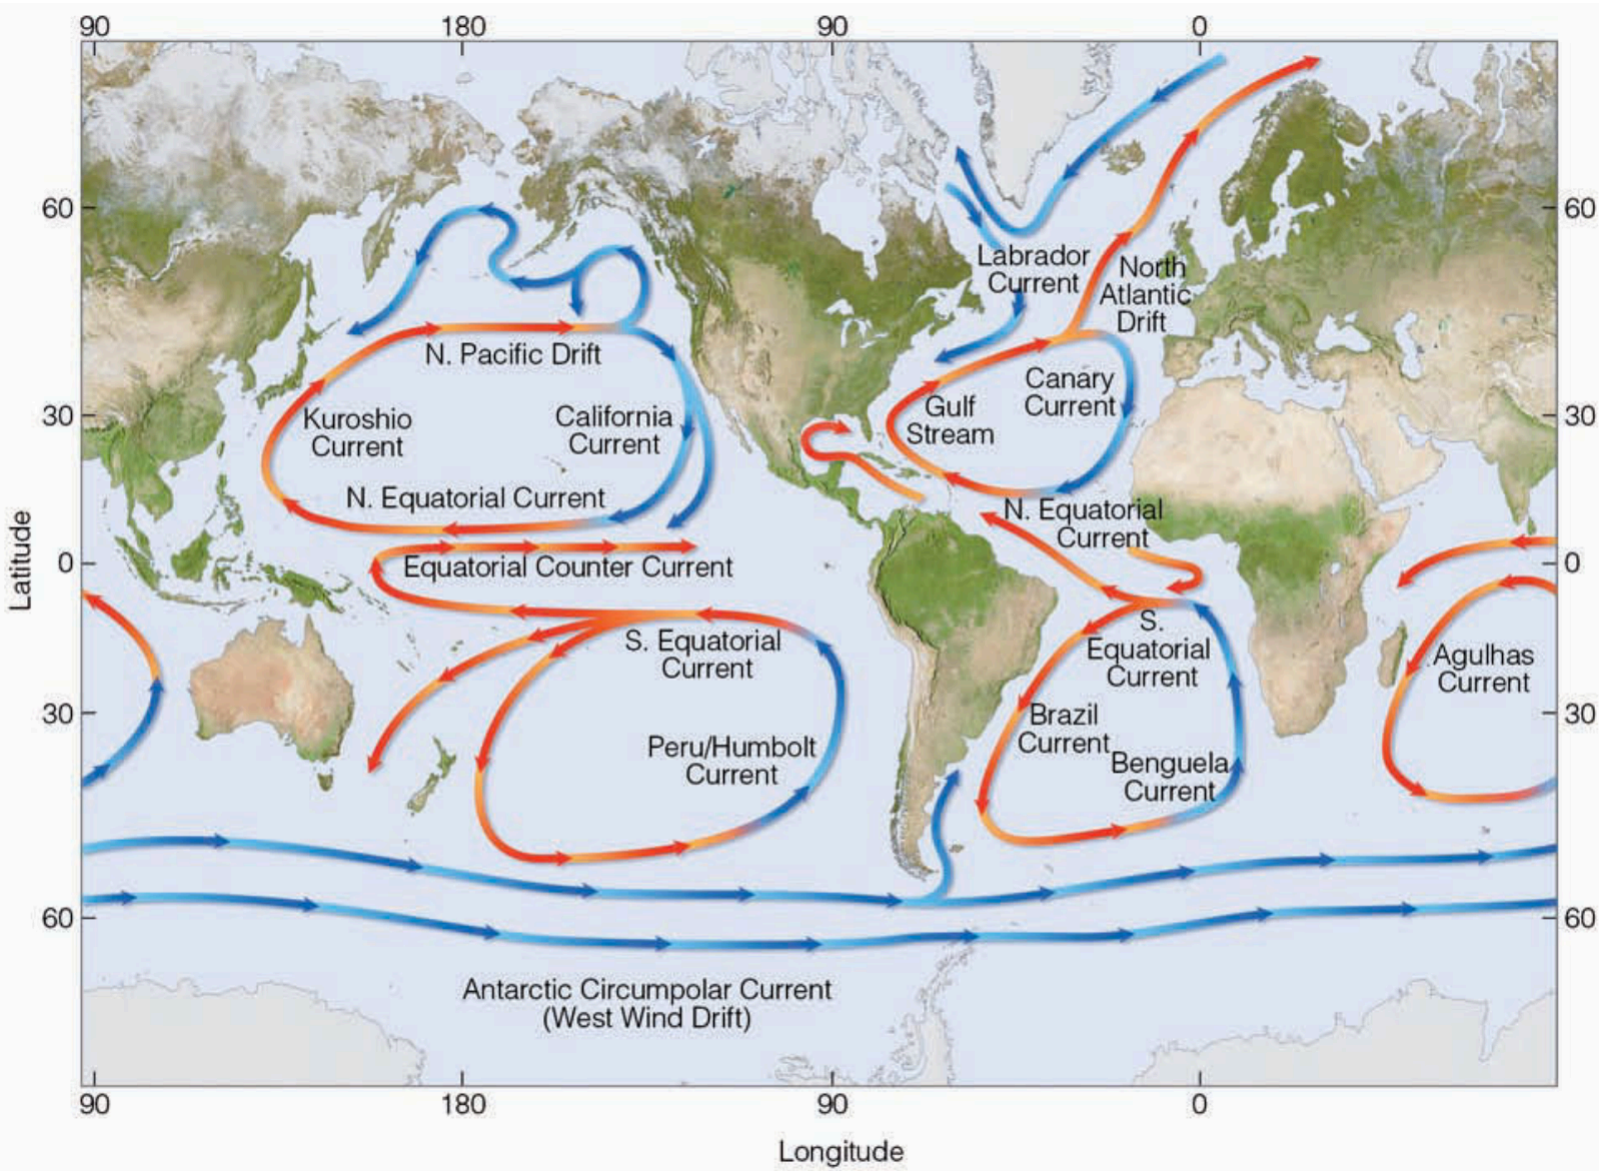 90 180 90 0
60 60
Labrador
Current
North
Atlantic
Drift
N. Pacific Drift
Kuroshio
Current
California
Current
Canary
Current
Gulf
Stream
30 30
N. Equatorial Current
N. Equatorial
Current
Latitude
0 0
Equatorial Counter Current
S. Equatorial
Current
S.
Equatorial
Current
Agulhas
Current
30 30
Brazil
Current
Peru/Humbolt
Current
Benguela
Current
60 60
Antarctic Circumpolar Current
(West Wind Drift)
90 180 90 0
Longitude